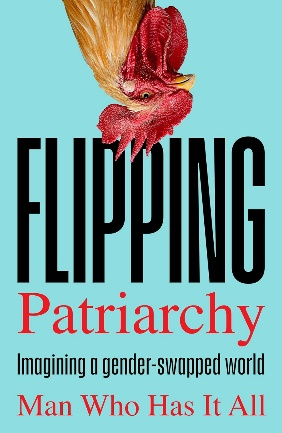 FLIPPING
Patriarchy
Imagining a gender-swapped world
Man Who Has It All